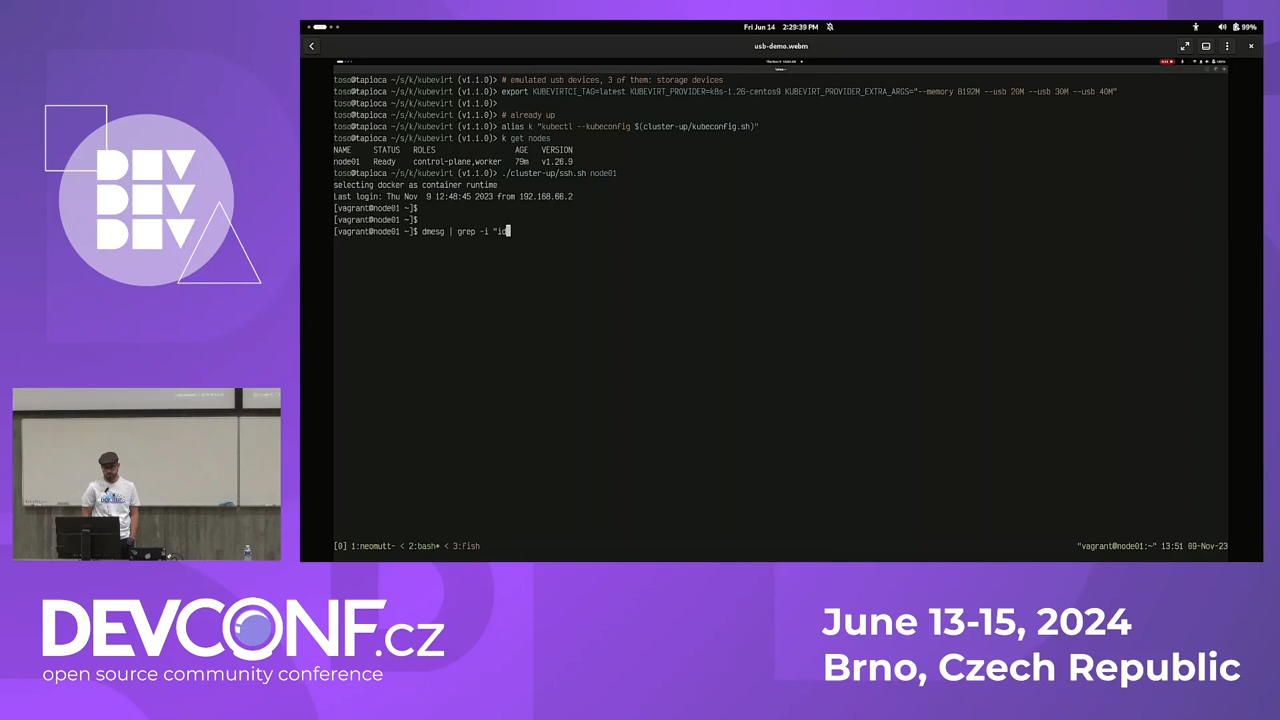 DEV
DEV
DEV
Fri Jun 14 2:29:39 PM
99%
usb-demo.webm
toso@tapioca ~/s/k/kubevirt (v1.1.0)> # emulated usb devices, 3 of them: storage devices
toso@tapioca ~/s/k/kubevirt (v1.1.0)> export KUBEVIRTCI_TAG=latest KUBEVIRT_PROVIDER=k8s-1.26-centos9 KUBEVIRT_PROVIDER_EXTRA_ARGS="--memory 8192M --usb 20M --usb 30M --usb 40M"
toso@tapioca ~/s/k/kubevirt (v1.1.0)>
toso@tapioca ~/s/k/kubevirt (v1.1.0)> # already up
toso@tapioca ~/s/k/kubevirt (v1.1.0)> alias k "kubectl --kubeconfig $(cluster-up/kubeconfig.sh)"
toso@tapioca ~/s/k/kubevirt (v1.1.0)> k get nodes
NAME STATUS ROLES AGE VERSION
node01 Ready control-plane,worker 79m v1.26.9
toso@tapioca ~/s/k/kubevirt (v1.1.0)> ./cluster-up/ssh.sh node01
selecting docker as container runtime
Last login: Thu Nov 9 12:48:45 2023 from 192.168.66.2
[vagrant@node01 ~]$
[vagrant@node01 ~]$
[vagrant@node01 ~]$ dmesg | grep -i "id
[0] 1:neomutt- < 2:bash* < 3:fish
"vagrant@node01:~" 13:51 09-Nov-23
DEVCONF.cz
open source community conference
June 13-15, 2024
Brno, Czech Republic